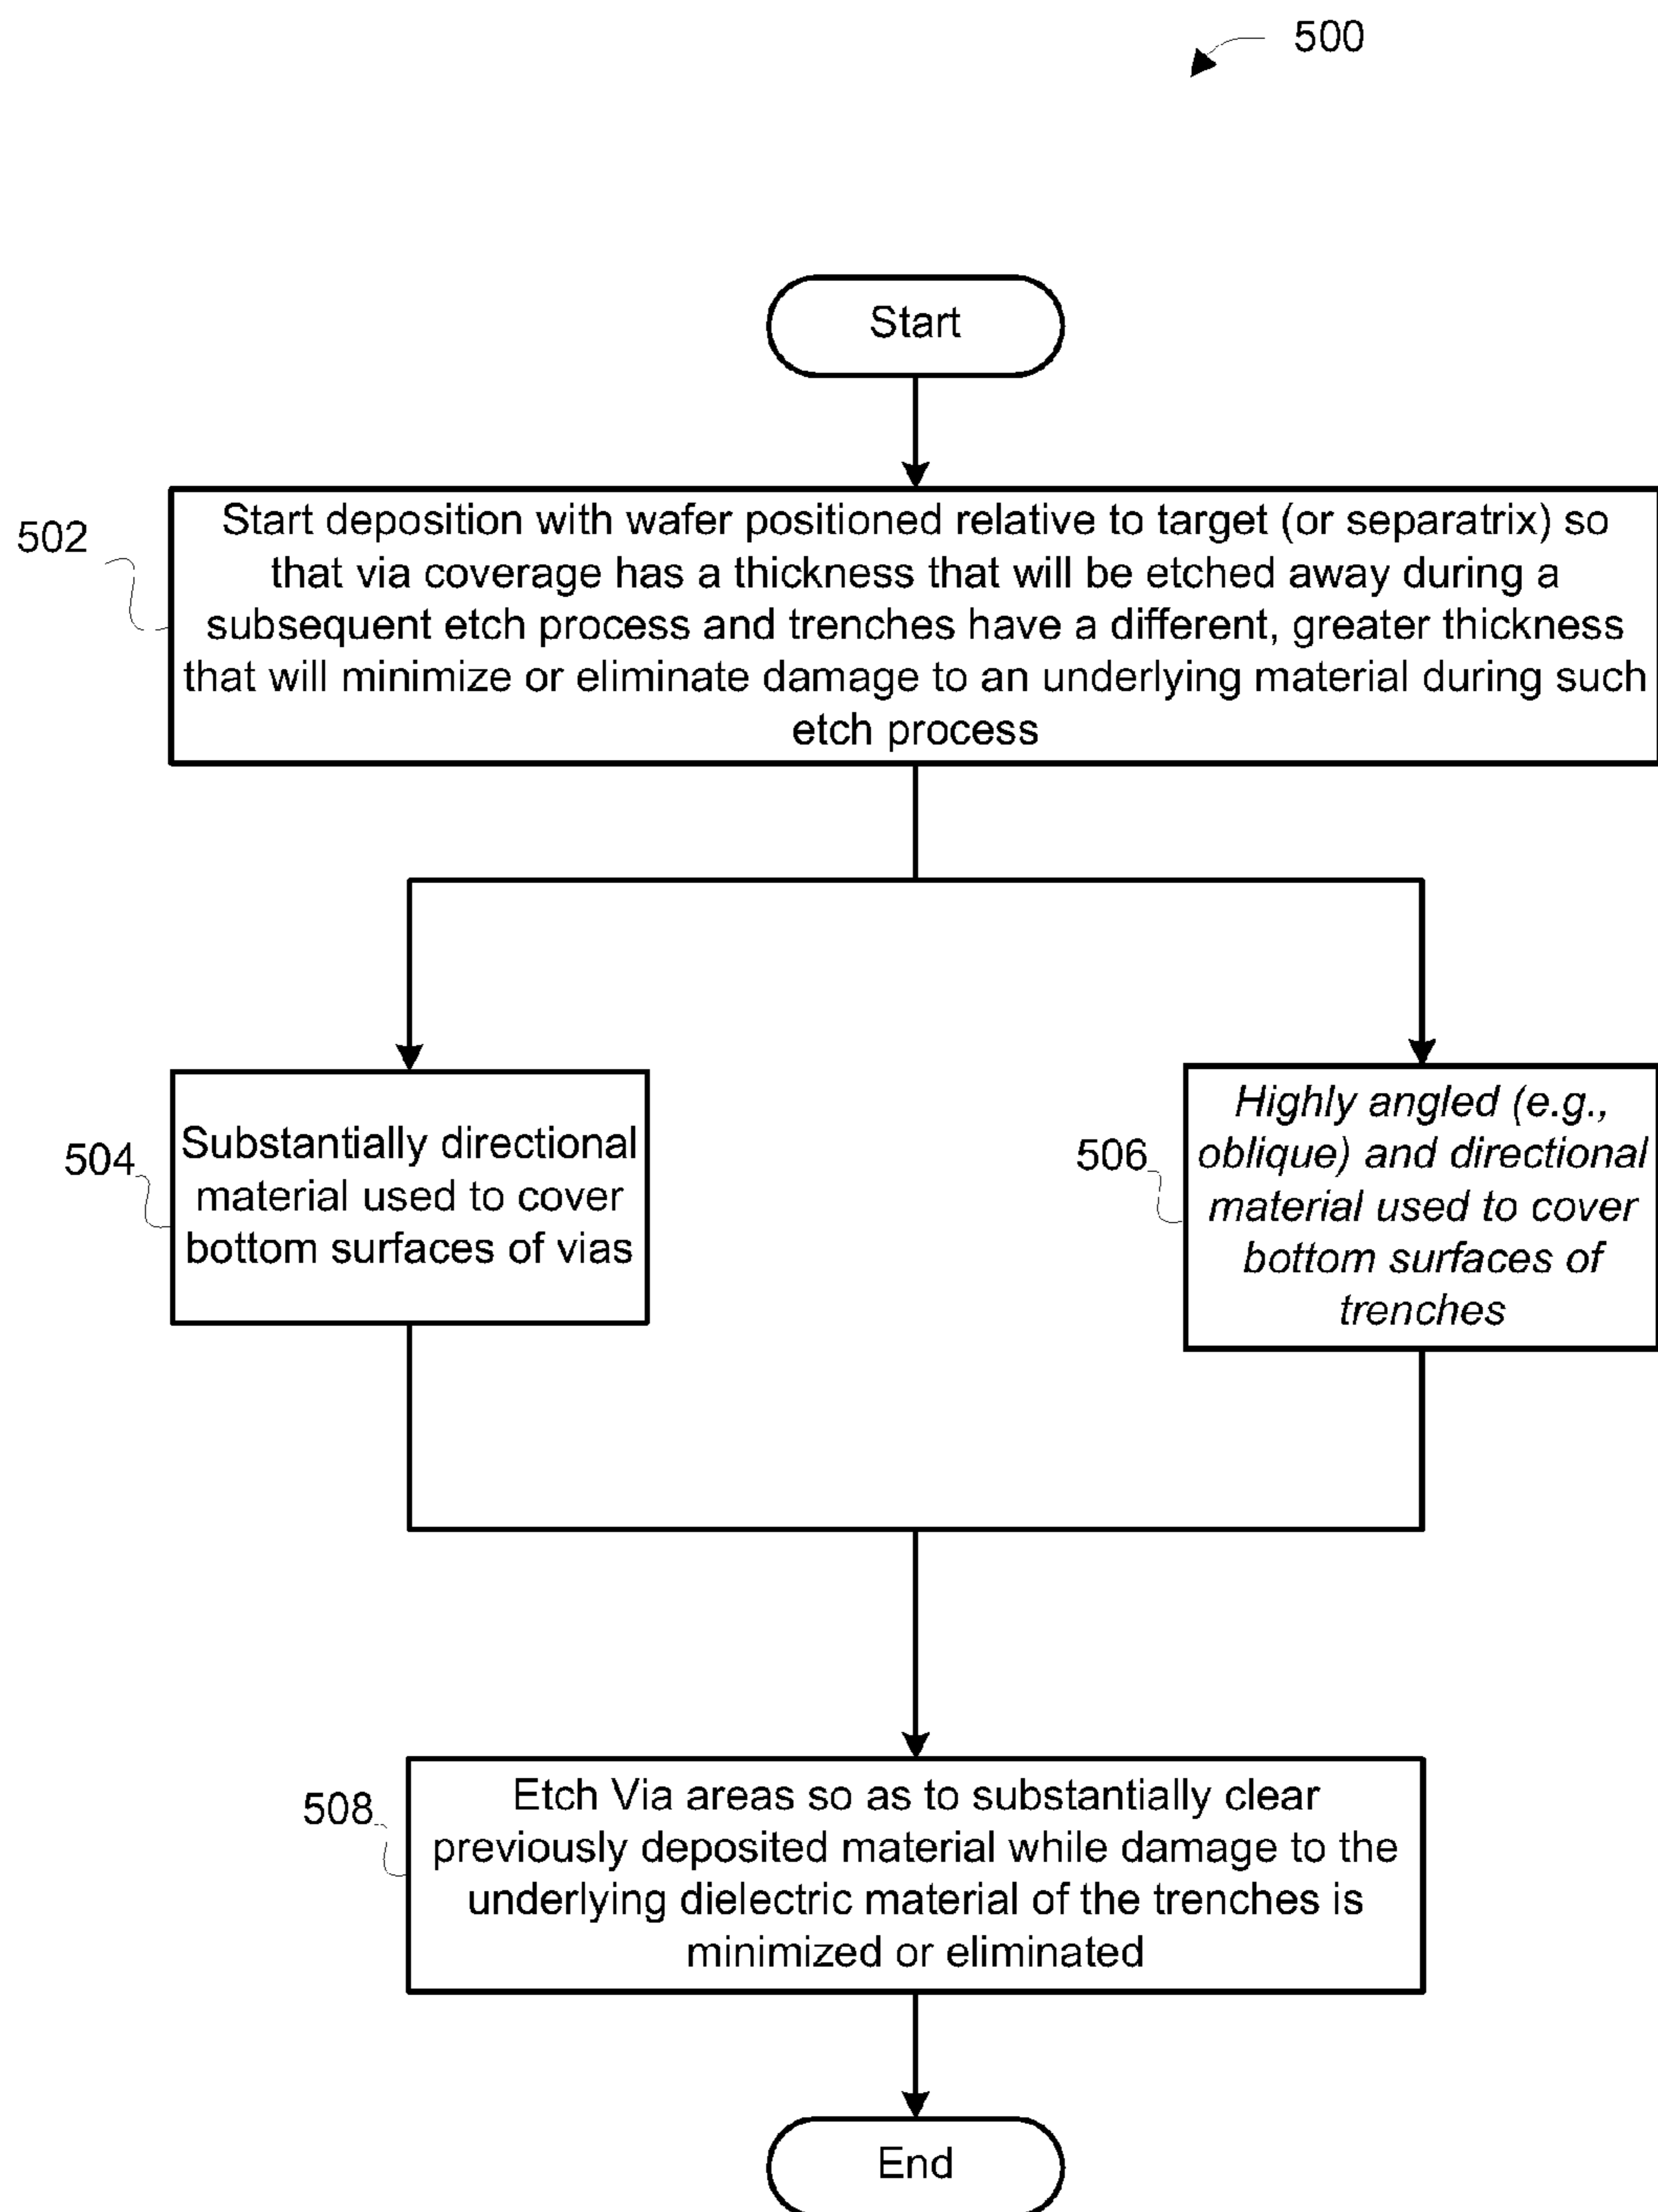 500
Start
502
Start deposition with wafer positioned relative to target (or separatrix) so
that via coverage has a thickness that will be etched away during a
subsequent etch process and trenches have a different, greater thickness
that will minimize or eliminate damage to an underlying material during such
etch process
504
Substantially directional
material used to cover
bottom surfaces of vias
506
Highly angled (e.g.,
oblique) and directional
material used to cover
bottom surfaces of
trenches
508
Etch Via areas so as to substantially clear
previously deposited material while damage to the
underlying dielectric material of the trenches is
minimized or eliminated
End